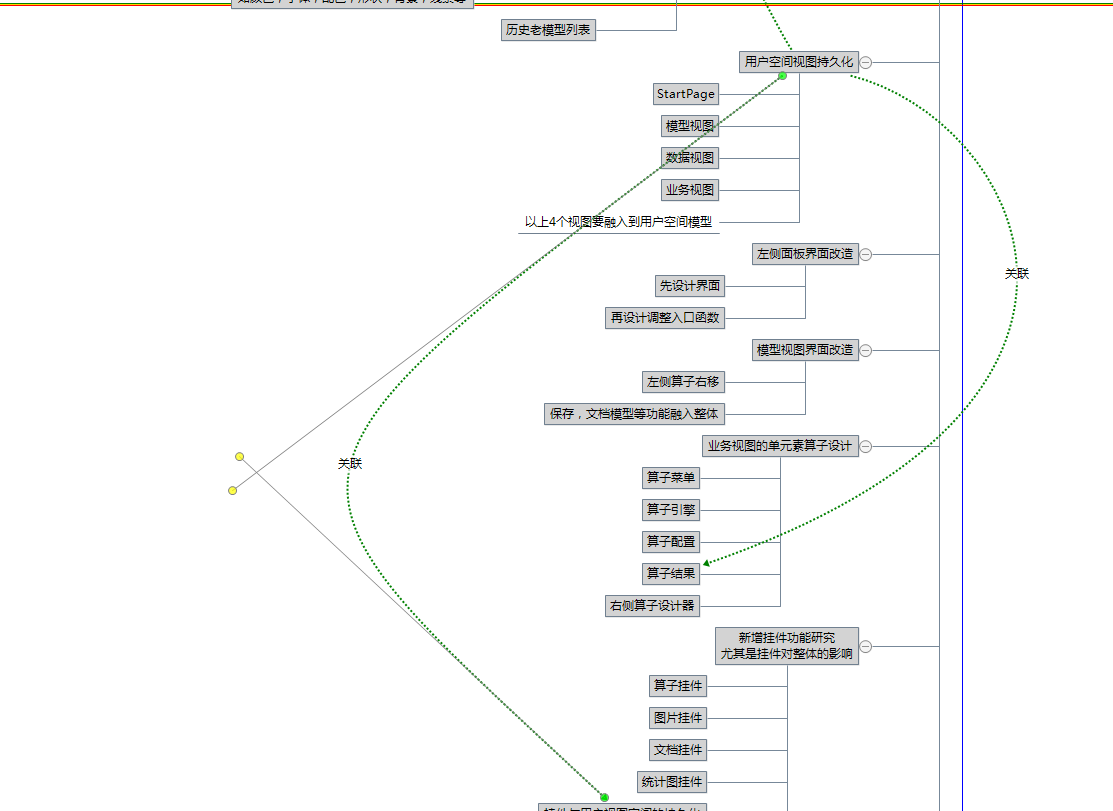 历史老模型列表
用户空间视图持久化
StartPage
模型视图
数据视图
业务视图
以上4个视图要融入到用户空间模型
左侧面板界面改造
关联
先设计界面
再设计调整入口函数
模型视图界面改造
左侧算子右移
保存，文档模型等功能融入整体
业务视图的单元素算子设计
关联
算子菜单
算子引擎
算子配置
算子结果
右侧算子设计器
新增挂件功能研究
尤其是挂件对整体的影响
算子挂件
图片挂件
文档挂件
统计图挂件